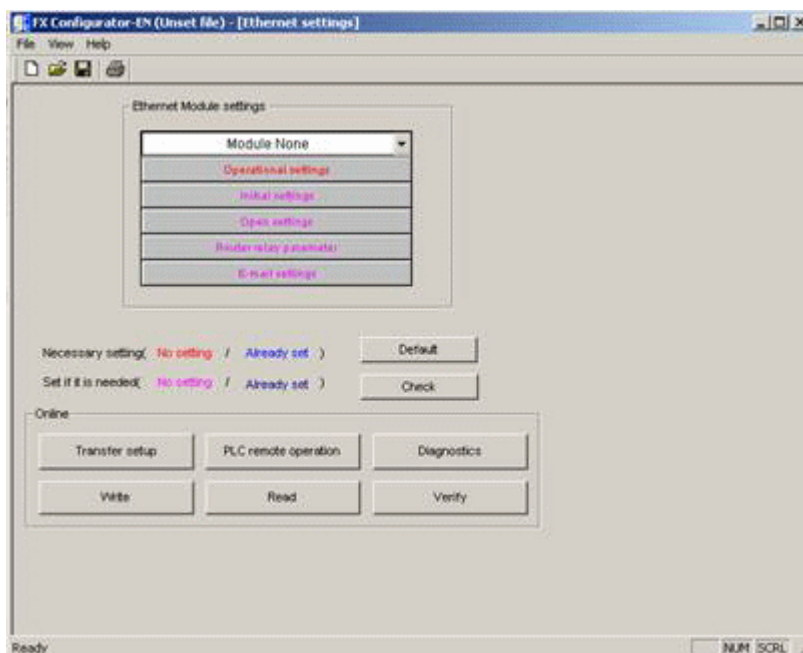 FX Configurator-EN (Unset file) - [Ethernet settings]
File View Help
Ethernet Module settings
Module None
Operational settings
Initial settings
Open settings
Router relay parameter
E-mail settings
Necessary setting( No setting / Already set )
Default
Set if it is needed( No setting / Already set )
Check
Online
Transfer setup
PLC remote operation
Diagnostics
Write
Read
Verify
Ready
NUM SCRL